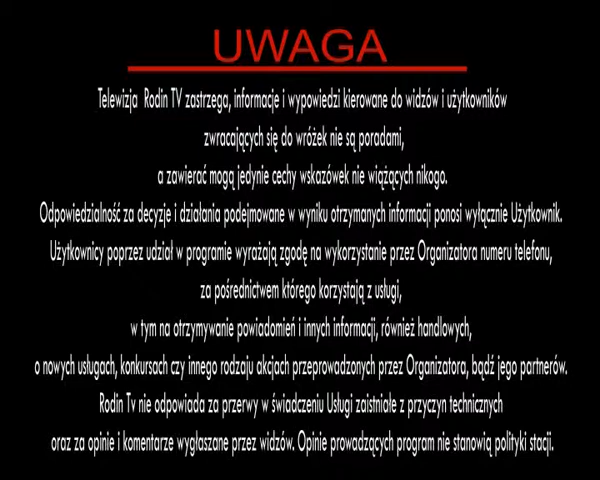 UWAGA
Telewizja Rodin TV zastrzega, informacje i wypowiedzi kierowane do widzów i użytkowników
zwracających się do wróżek nie są poradami,
a zawierać mogą jedynie cechy wskazówek nie wiążących nikogo.
Odpowiedzialność za decyzje i działania podejmowane w wyniku otrzymanych informacji ponosi wyłącznie Użytkownik.
Użytkownicy poprzez udział w programie wyrażają zgodę na wykorzystanie przez Organizatora numeru telefonu,
za pośrednictwem którego korzystają z usługi,
w tym na otrzymywanie powiadomień i innych informacji, również handlowych,
o nowych usługach, konkursach czy innego rodzaju akcjach przeprowadzonych przez Organizatora, bądź jego partnerów.
Rodin Tv nie odpowiada za przerwy w świadczeniu Usługi zaistniałe z przyczyn technicznych
oraz za opinie i komentarze wygłaszane przez widzów. Opinie prowadzących program nie stanowią polityki stacji.